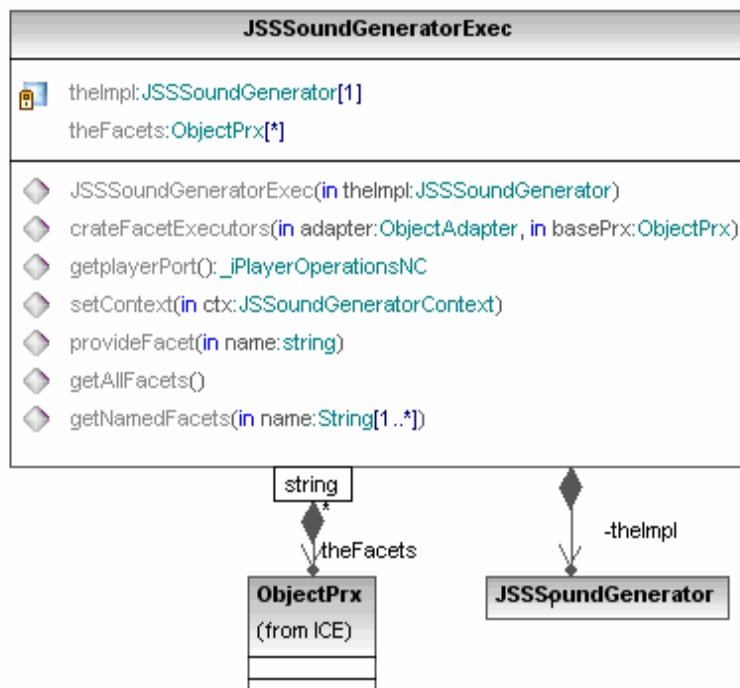 JSSSoundGeneratorExec
theImpl:JSSSoundGenerator[1]
theFacets:ObjectPrx[*]
JSSSoundGeneratorExec(in theImpl:JSSSoundGenerator)
crateFacetExecutors(in adapter:ObjectAdapter, in basePrx:ObjectPrx)
getplayerPort():_iPlayerOperationsNC
setContext(in ctx:JSSoundGeneratorContext)
provideFacet(in name:string)
getAllFacets()
getNamedFacets(in name:String[1..*])
string
*
-theImpl
theFacets
ObjectPrx
(from ICE)
JSSSoundGenerator